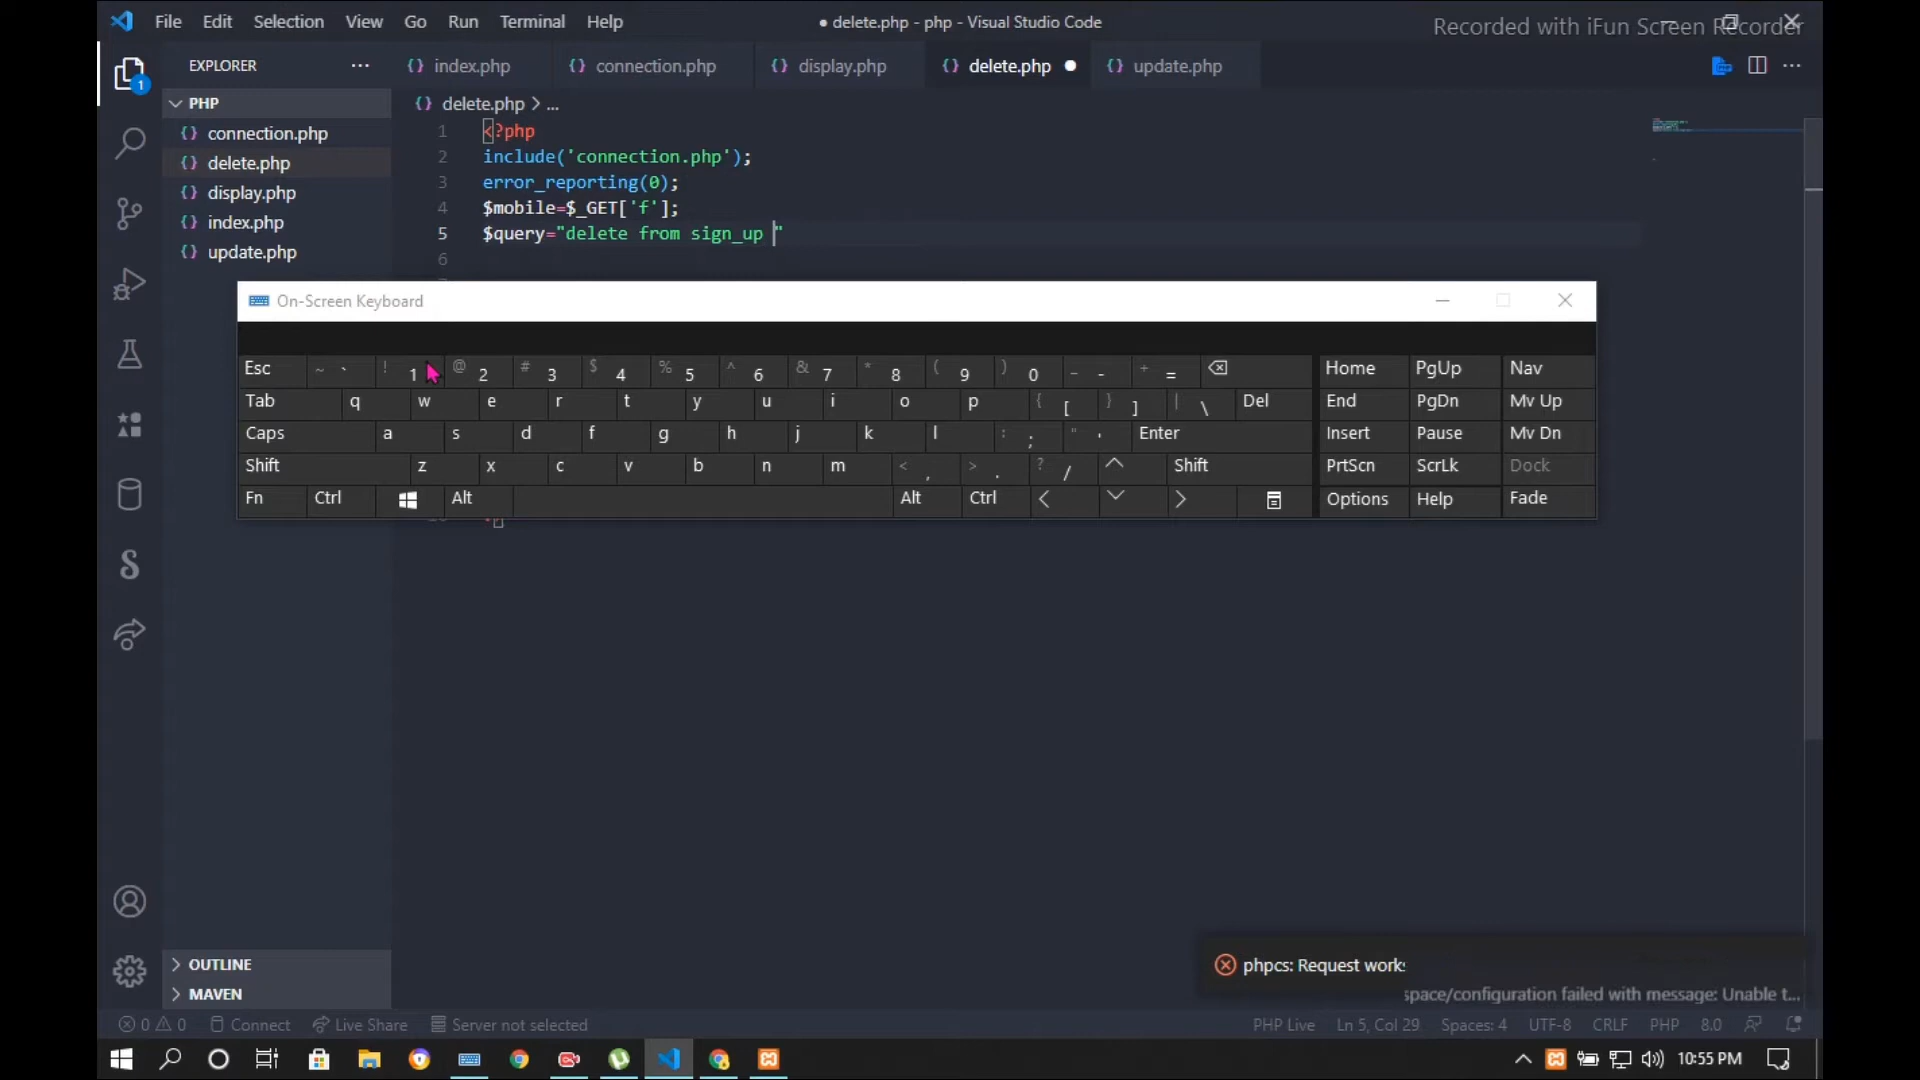 File Edit Selection View Go Run Terminal Help
● delete.php - php - Visual Studio Code
Recorded with iFun Screen Recorder
EXPLORER
index.php
connection.php
display.php
delete.php
update.php
PHP
connection.php
delete.php
display.php
index.php
update.php
delete.php > ...
1 <?php
2 include('connection.php');
3 error_reporting(0);
4 $mobile=$_GET['f'];
5 $query="delete from sign_up "
6
On-Screen Keyboard
Esc ~ ` ! 1 @ 2 # 3 $ 4 % 5 ^ 6 & 7 * 8 ( 9 ) 0 _ - + = Home PgUp Nav
Tab q w e r t y u i o p { [ } ] | \ Del End PgDn Mv Up
Caps a s d f g h j k l : ; " ' Enter Insert Pause Mv Dn
Shift z x c v b n m < , > . ? / Shift PrtScn ScrLk Dock
Fn Ctrl Alt Alt Ctrl Options Help Fade
OUTLINE
MAVEN
phpcs: Request works
space/configuration failed with message: Unable t...
0 0 Connect Live Share Server not selected PHP Live Ln 5, Col 29 Spaces: 4 UTF-8 CRLF PHP 8.0
10:55 PM